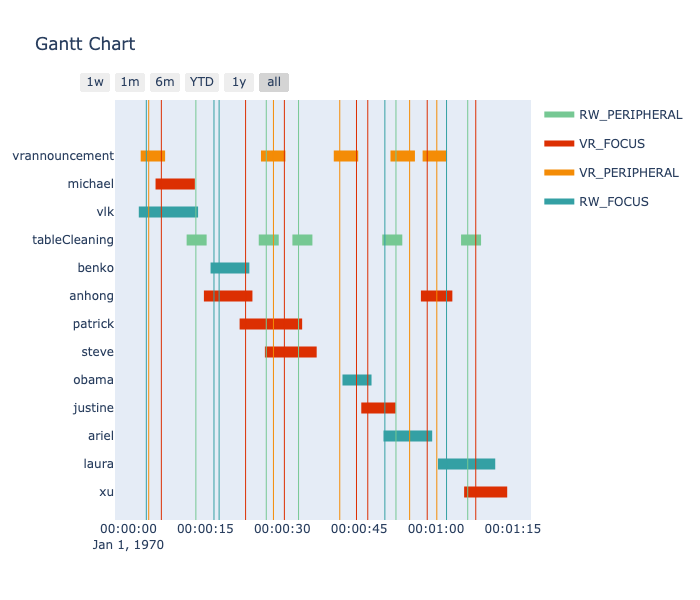 Gantt Chart
1w 1m 6m YTD 1y all
RW_PERIPHERAL
VR_FOCUS
VR_PERIPHERAL
RW_FOCUS
vrannouncement
michael
vlk
tableCleaning
benko
anhong
patrick
steve
obama
justine
ariel
laura
xu
00:00:00 00:00:15 00:00:30 00:00:45 00:01:00 00:01:15
Jan 1, 1970